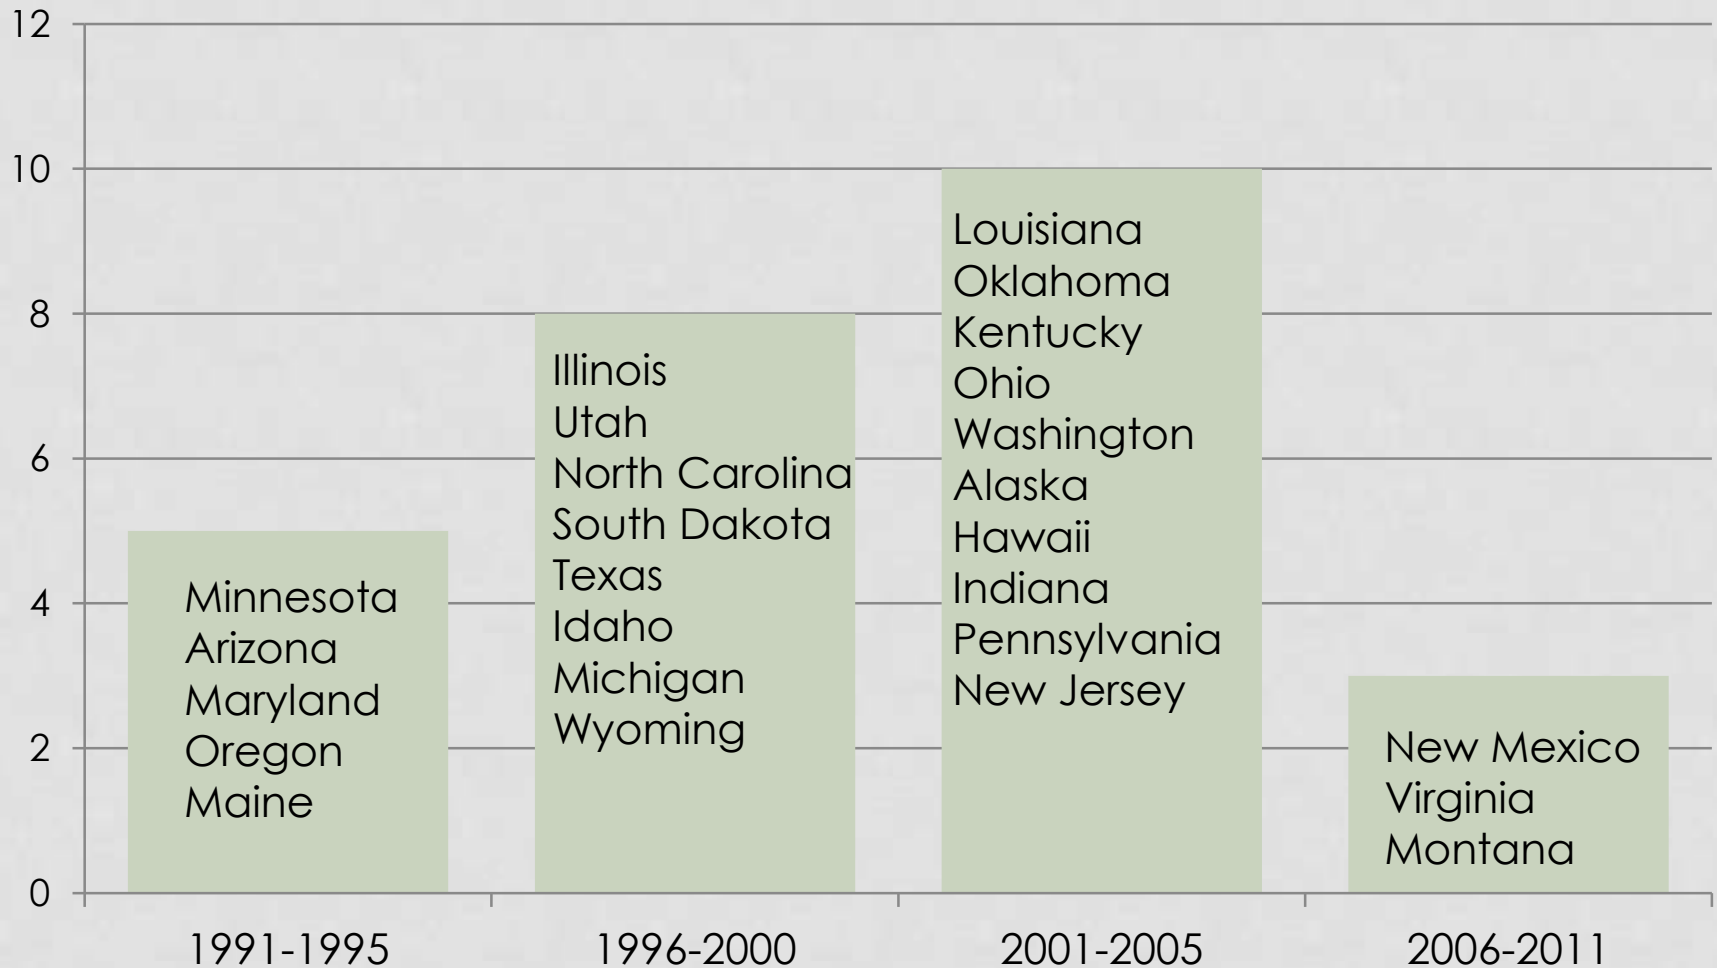 12
10
8
6
4
2
0
Minnesota
Arizona
Maryland
Oregon
Maine
Illinois
Utah
North Carolina
South Dakota
Texas
Idaho
Michigan
Wyoming
Louisiana
Oklahoma
Kentucky
Ohio
Washington
Alaska
Hawaii
Indiana
Pennsylvania
New Jersey
New Mexico
Virginia
Montana
1991-1995
1996-2000
2001-2005
2006-2011